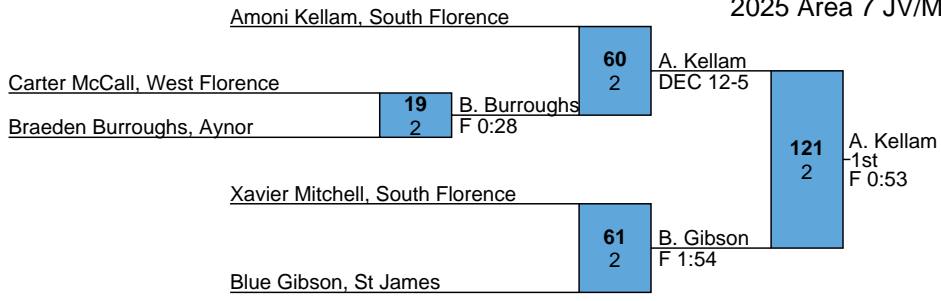 2025 Area 7 JV/M
Amoni Kellam, South Florence
60
2
A. Kellam
DEC 12-5
Carter McCall, West Florence
19
2
B. Burroughs
F 0:28
Braeden Burroughs, Aynor
121
2
A. Kellam
1st
F 0:53
Xavier Mitchell, South Florence
61
2
B. Gibson
F 1:54
Blue Gibson, St James